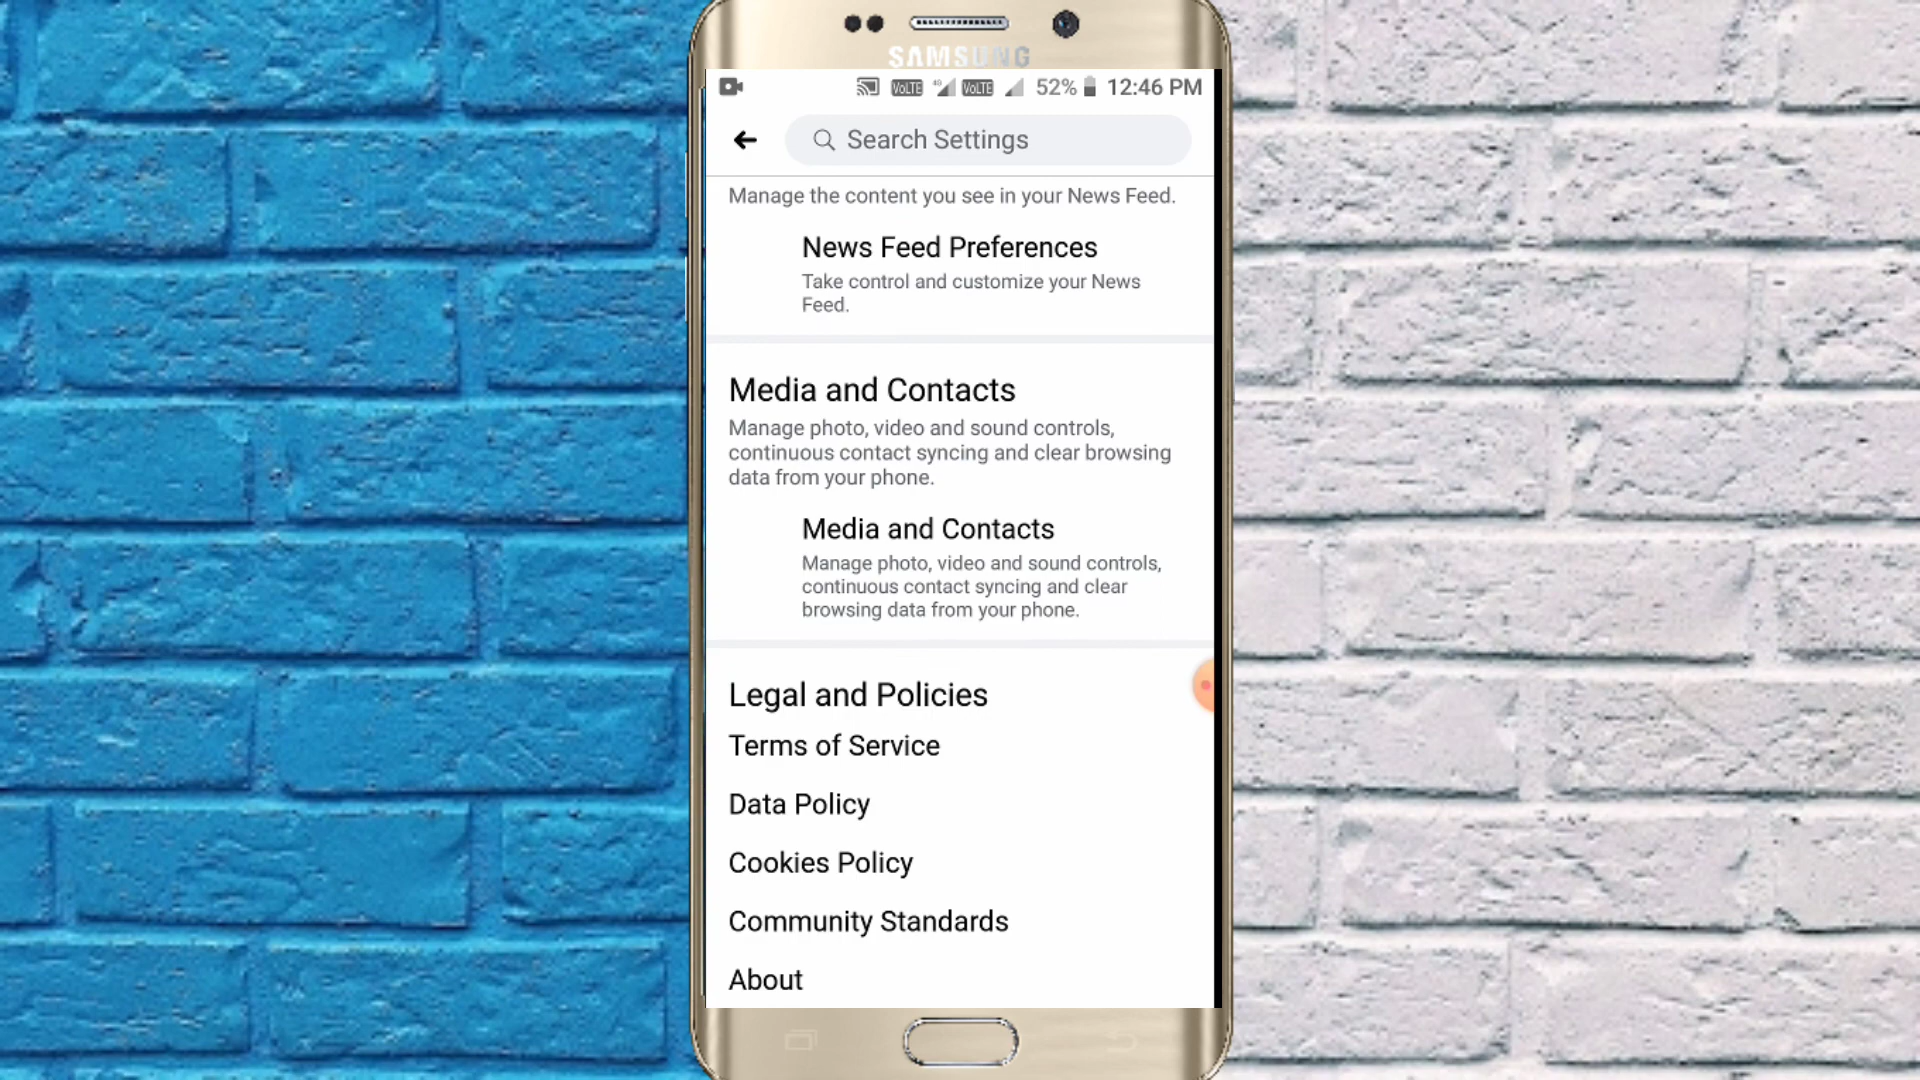 SAMSUNG
VoLTE 4G VoLTE 52% 12:46 PM
Search Settings
Manage the content you see in your News Feed.
News Feed Preferences
Take control and customize your News
Feed.
Media and Contacts
Manage photo, video and sound controls,
continuous contact syncing and clear browsing
data from your phone.
Media and Contacts
Manage photo, video and sound controls,
continuous contact syncing and clear
browsing data from your phone.
Legal and Policies
Terms of Service
Data Policy
Cookies Policy
Community Standards
About